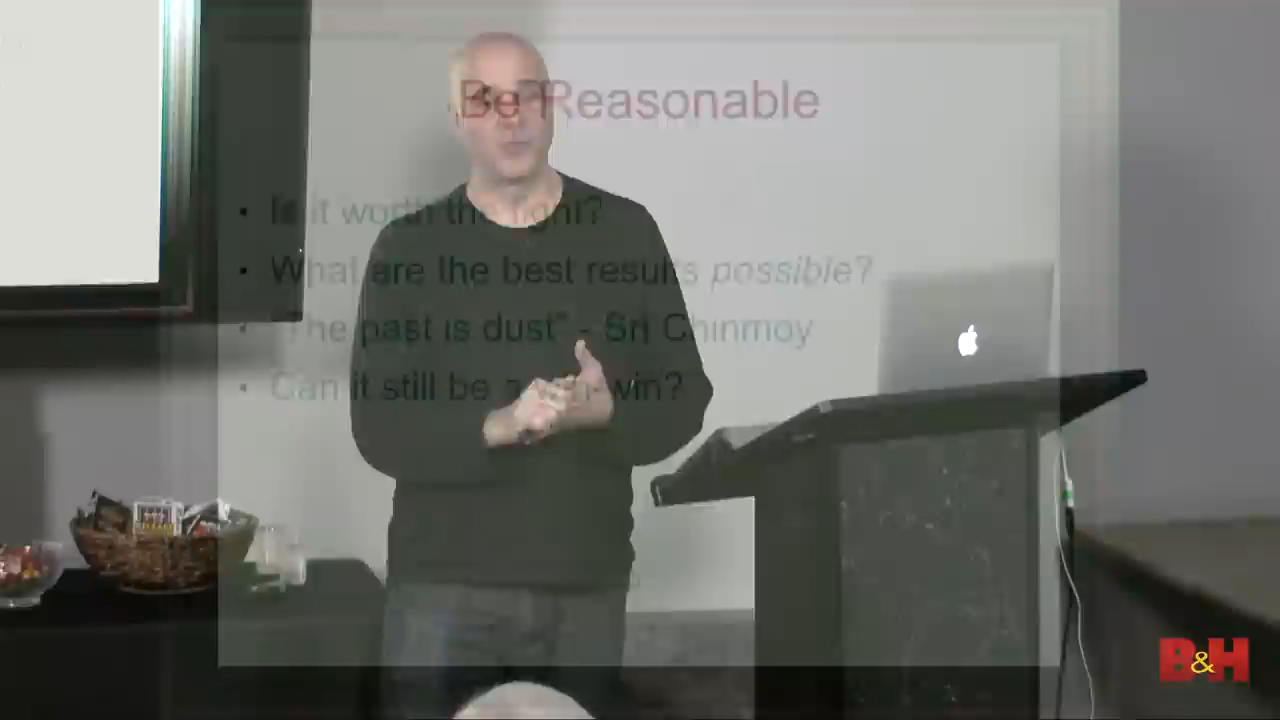 Be Reasonable
• Is it worth the fight?
• What are the best results possible?
• "The past is dust" - Sri Chinmoy
• Can it still be a win-win?
B&H